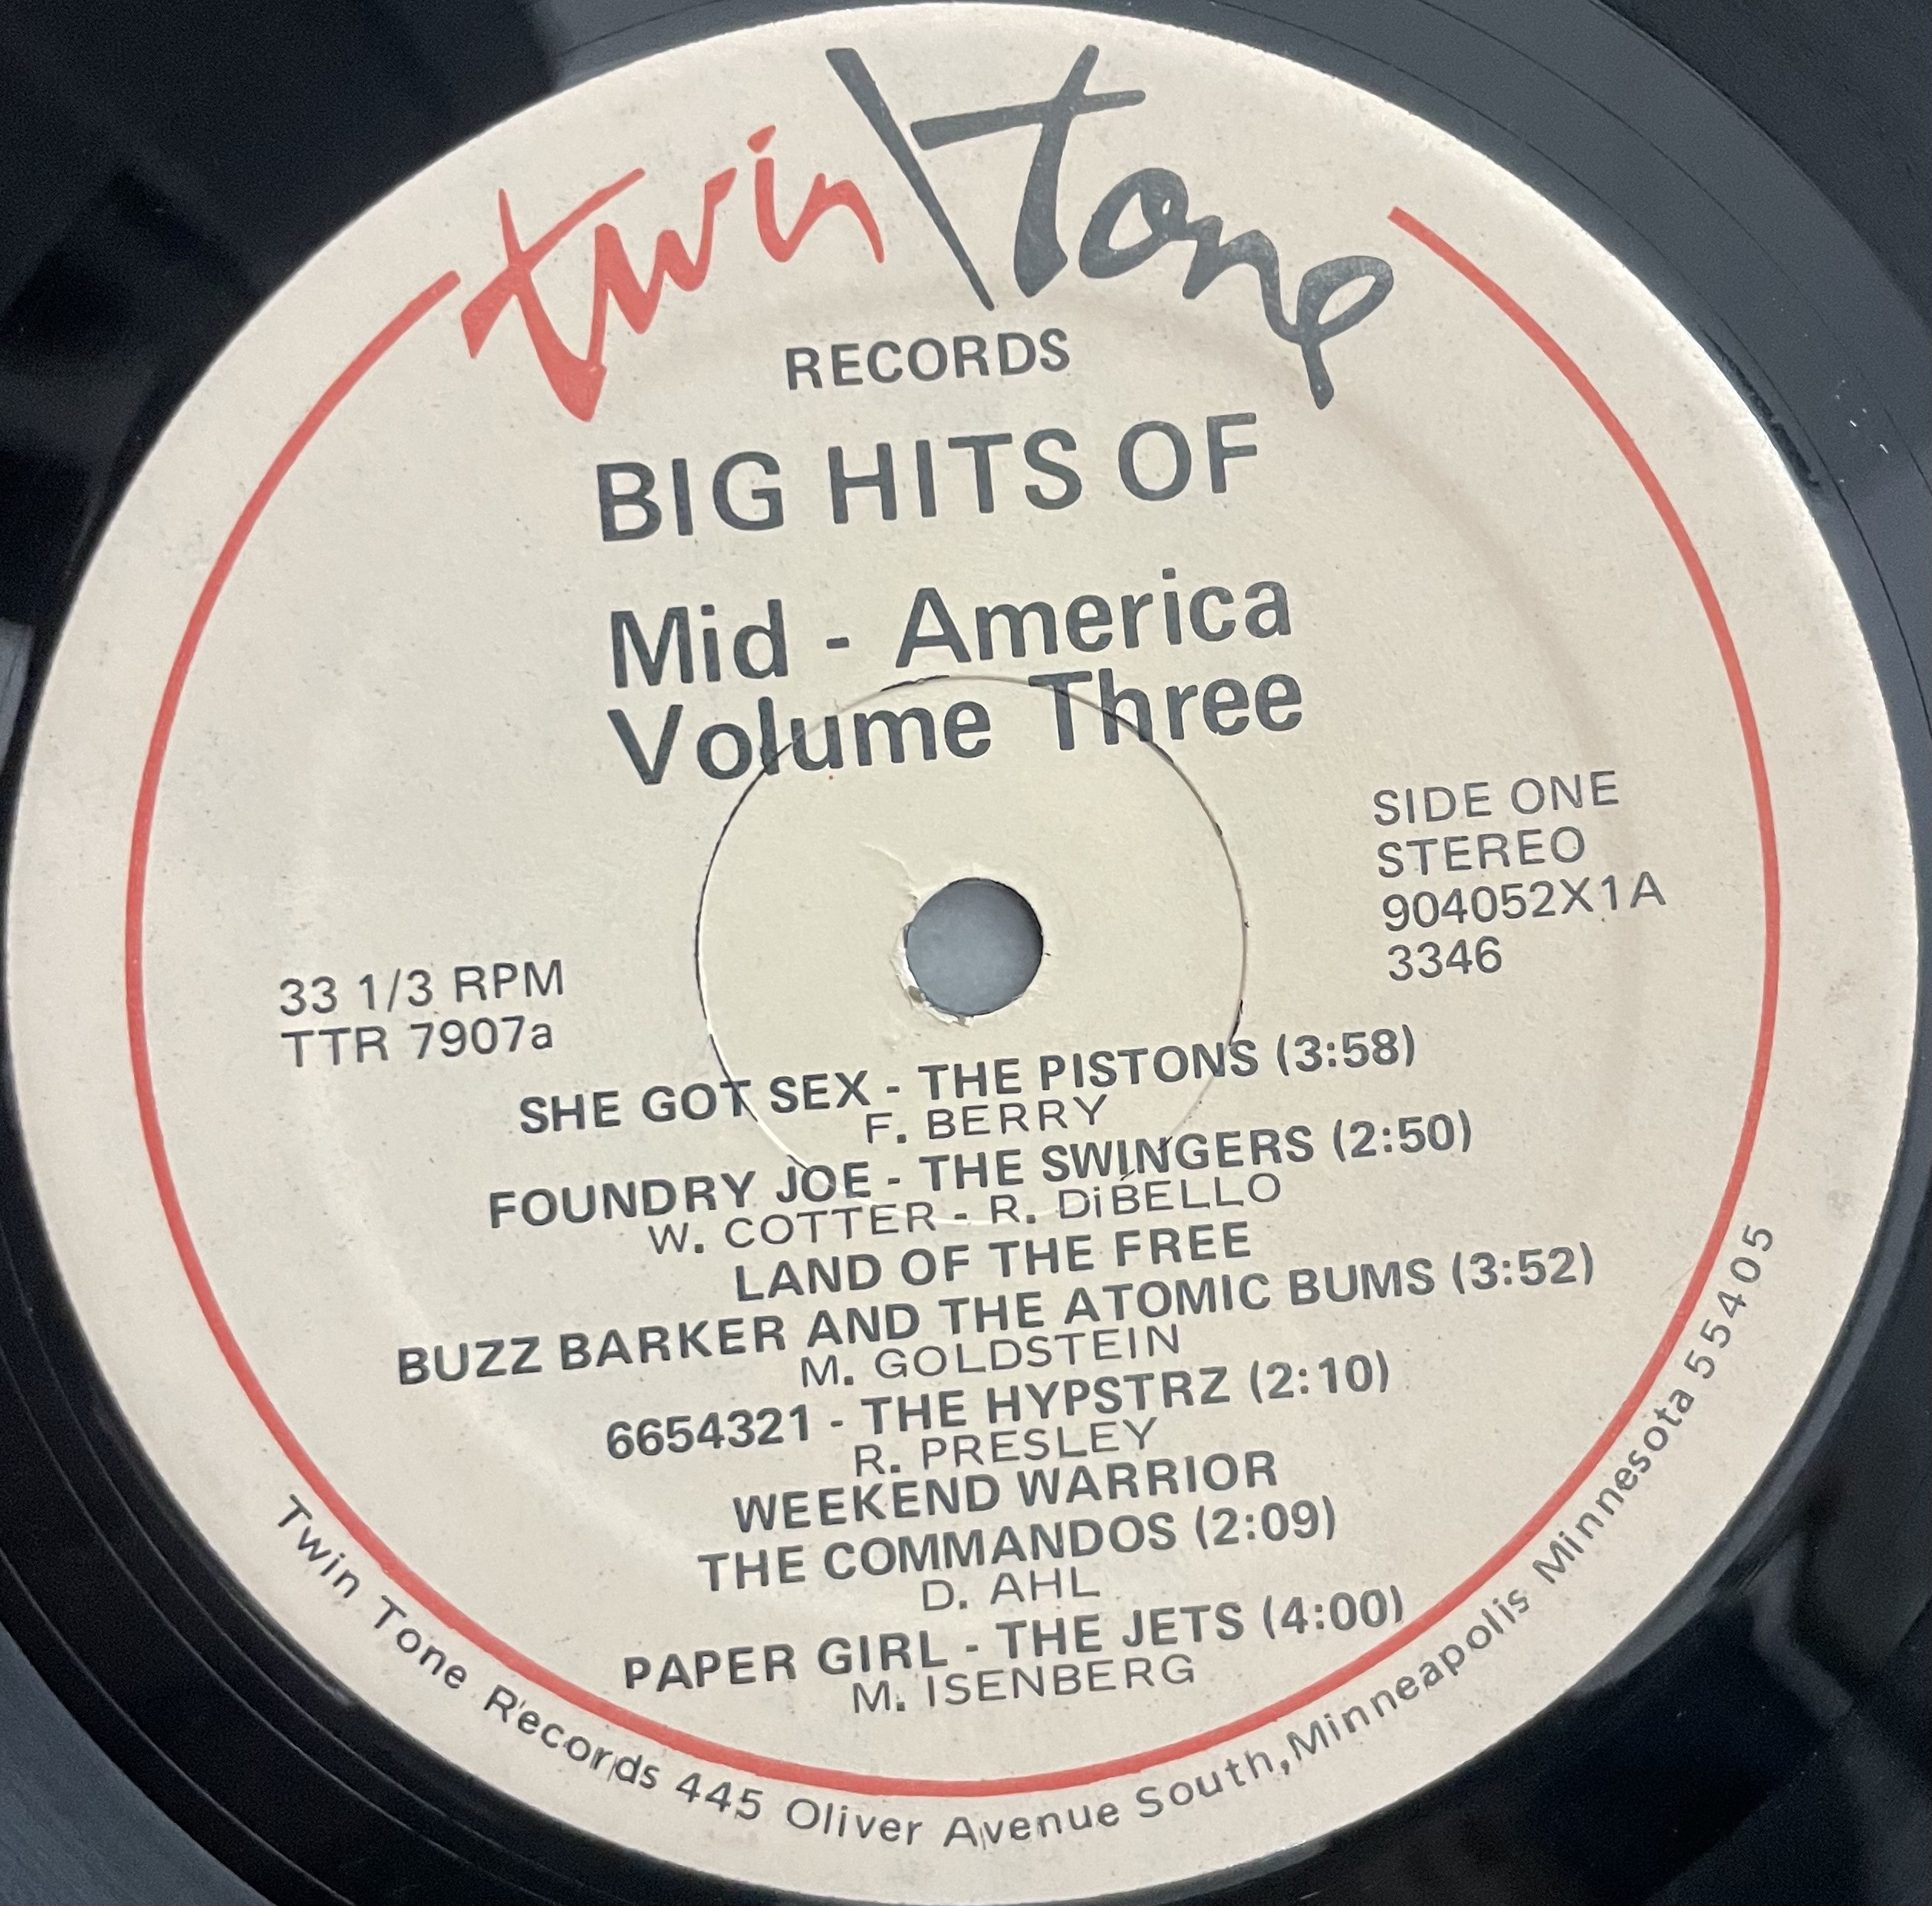 twin/tone
RECORDS
BIG HITS OF
Mid - America
Volume Three
SIDE ONE
STEREO
904052X1A
3346
33 1/3 RPM
TTR 7907a
SHE GOT SEX - THE PISTONS (3:58)
F. BERRY
FOUNDRY JOE - THE SWINGERS (2:50)
W. COTTER - R. DiBELLO
LAND OF THE FREE
BUZZ BARKER AND THE ATOMIC BUMS (3:52)
M. GOLDSTEIN
6654321 - THE HYPSTRZ (2:10)
R. PRESLEY
WEEKEND WARRIOR
THE COMMANDOS (2:09)
D. AHL
PAPER GIRL - THE JETS (4:00)
M. ISENBERG
Twin Tone Records 445 Oliver Avenue South, Minneapolis Minnesota 55405